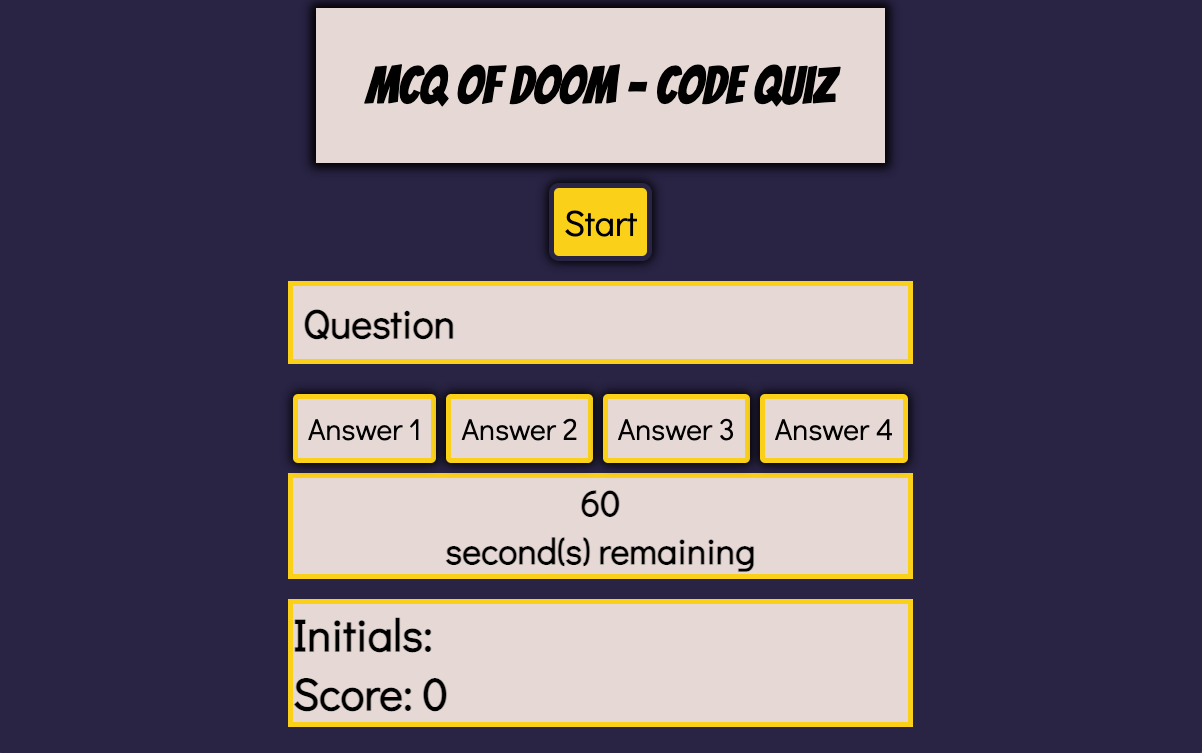 MCQ OF DOOM - CODE QUIZ
Start
Question
Answer 1 Answer 2 Answer 3 Answer 4
60
second(s) remaining
Initials:
Score: 0